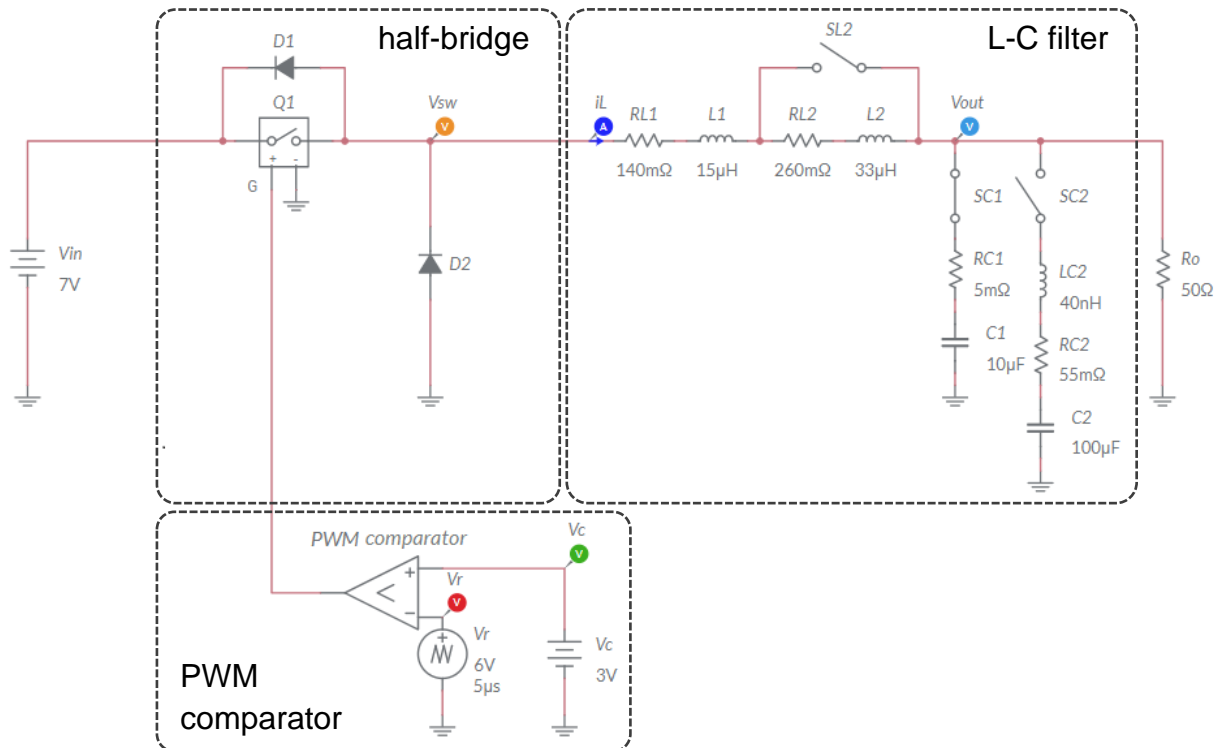 half-bridge
L-C filter
D1
Q1
+
-
G
Vsw
V
D2
Vin
7V
iL
A
RL1
140mΩ
L1
15µH
SL2
RL2
260mΩ
L2
33µH
Vout
V
SC1
RC1
5mΩ
C1
10µF
SC2
LC2
40nH
RC2
55mΩ
C2
100µF
Ro
50Ω
PWM comparator
+
<
−
Vr
V
Vr
+
6V
5µs
Vc
V
Vc
3V
PWM
comparator